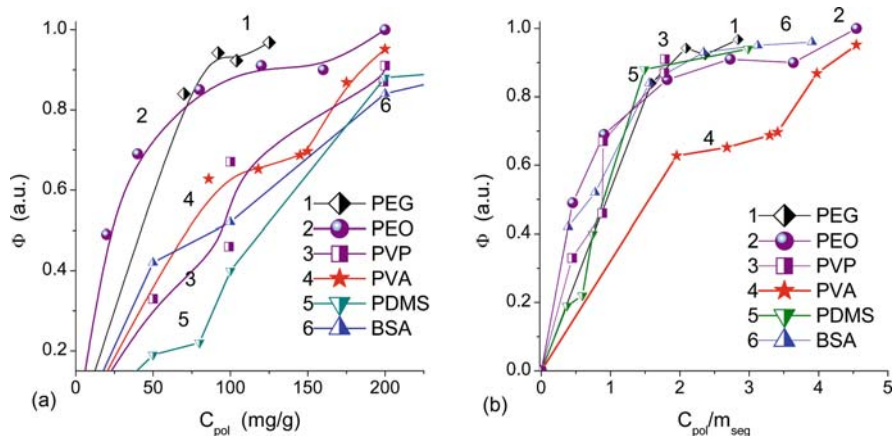 1.0
0.8
0.6
0.4
0.2
Φ (a.u.)
1
2
4
3
5
6
1 PEG
2 PEO
3 PVP
4 PVA
5 PDMS
6 BSA
50
100
150
200
(a)
C_pol (mg/g)
1.0
0.8
0.6
0.4
0.2
0.0
Φ (a.u.)
3
5
1
6
2
4
1 PEG
2 PEO
3 PVP
4 PVA
5 PDMS
6 BSA
0
1
2
3
4
5
(b)
C_pol/m_seg